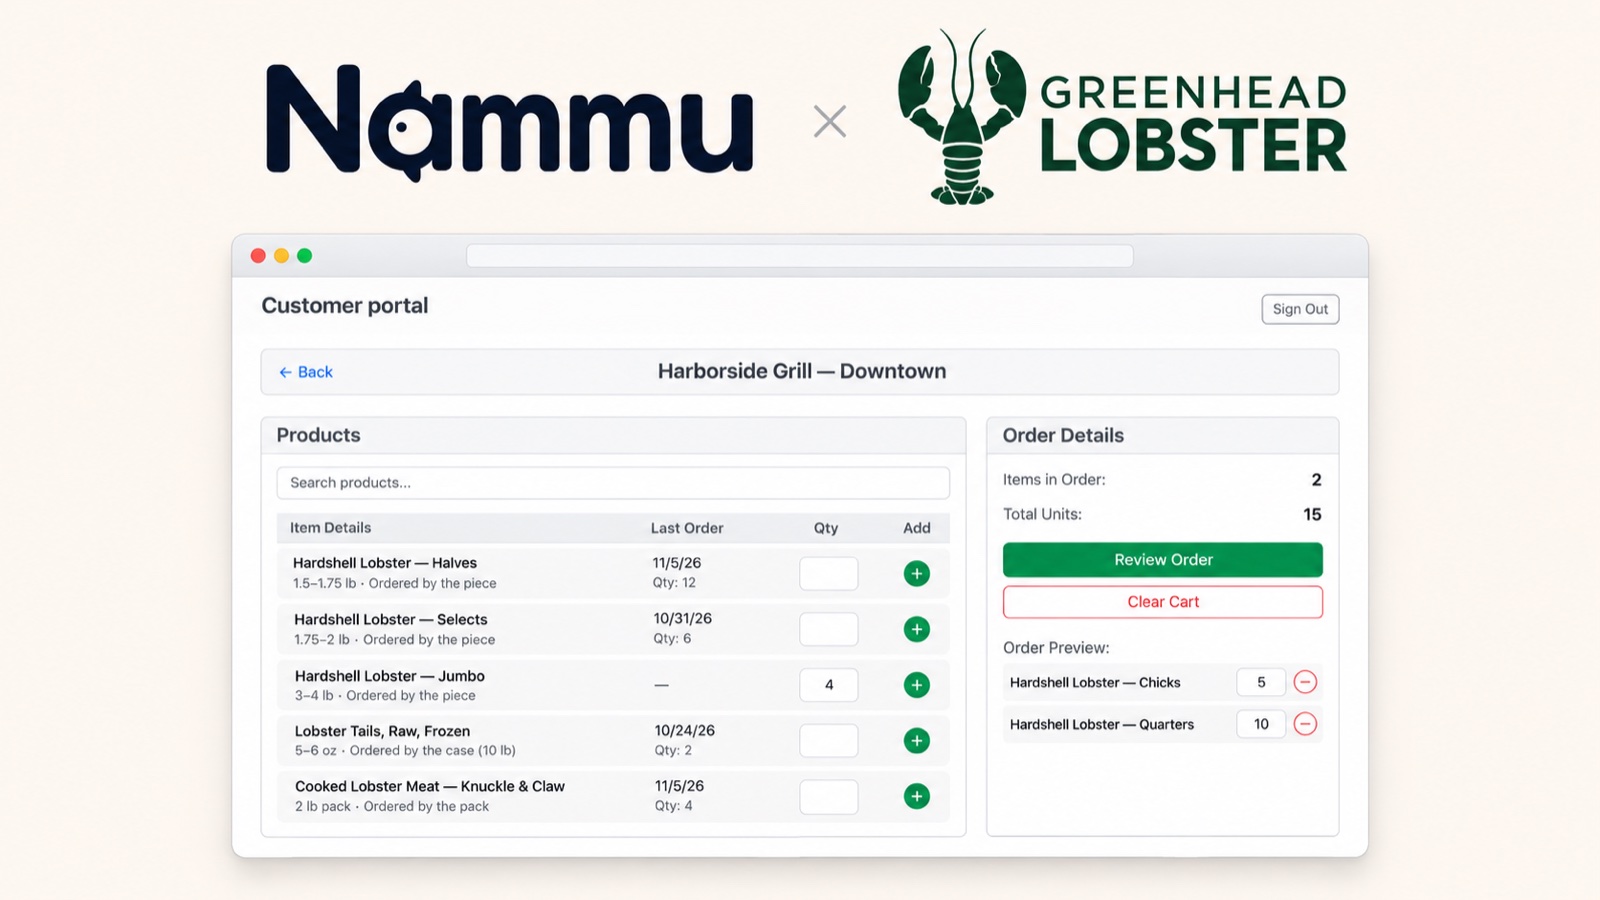 Nammu
×
GREENHEAD
LOBSTER
Customer portal
Sign Out
← Back
Harborside Grill — Downtown
Products
Search products...
Item Details
Last Order
Qty
Add
Hardshell Lobster — Halves
1.5–1.75 lb · Ordered by the piece
11/5/26
Qty: 12
+
Hardshell Lobster — Selects
1.75–2 lb · Ordered by the piece
10/31/26
Qty: 6
+
Hardshell Lobster — Jumbo
3–4 lb · Ordered by the piece
—
4
+
Lobster Tails, Raw, Frozen
5–6 oz · Ordered by the case (10 lb)
10/24/26
Qty: 2
+
Cooked Lobster Meat — Knuckle & Claw
2 lb pack · Ordered by the pack
11/5/26
Qty: 4
+
Order Details
Items in Order: 2
Total Units: 15
Review Order
Clear Cart
Order Preview:
Hardshell Lobster — Chicks 5
Hardshell Lobster — Quarters 10